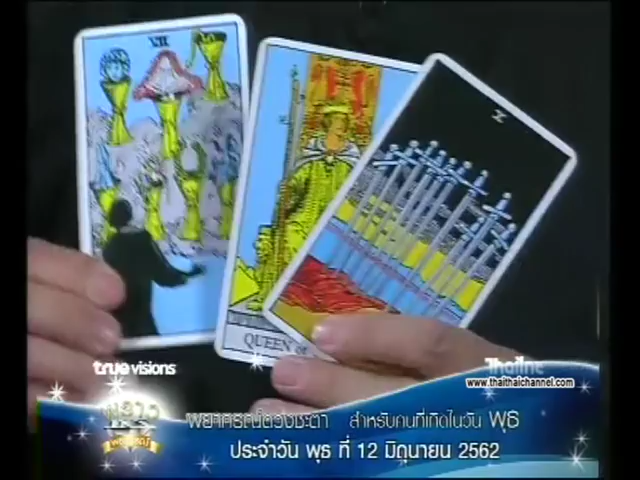 VII
X
QUEEN
true visions
ThaiThai
www.thaithaichannel.com
พยากรณ์ดวงชะตา สำหรับคนที่เกิดในวัน พุธ
ประจำวัน พุธ ที่ 12 มิถุนายน 2562